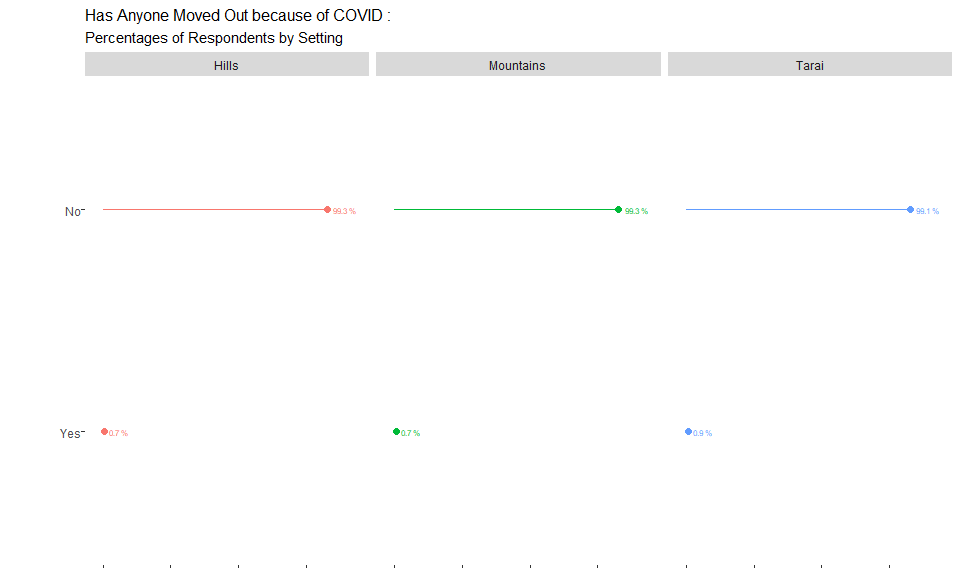 Has Anyone Moved Out because of COVID :
Percentages of Respondents by Setting
Hills Mountains Tarai
No 99.3 % 99.3 % 99.1 %
Yes 0.7 % 0.7 % 0.9 %